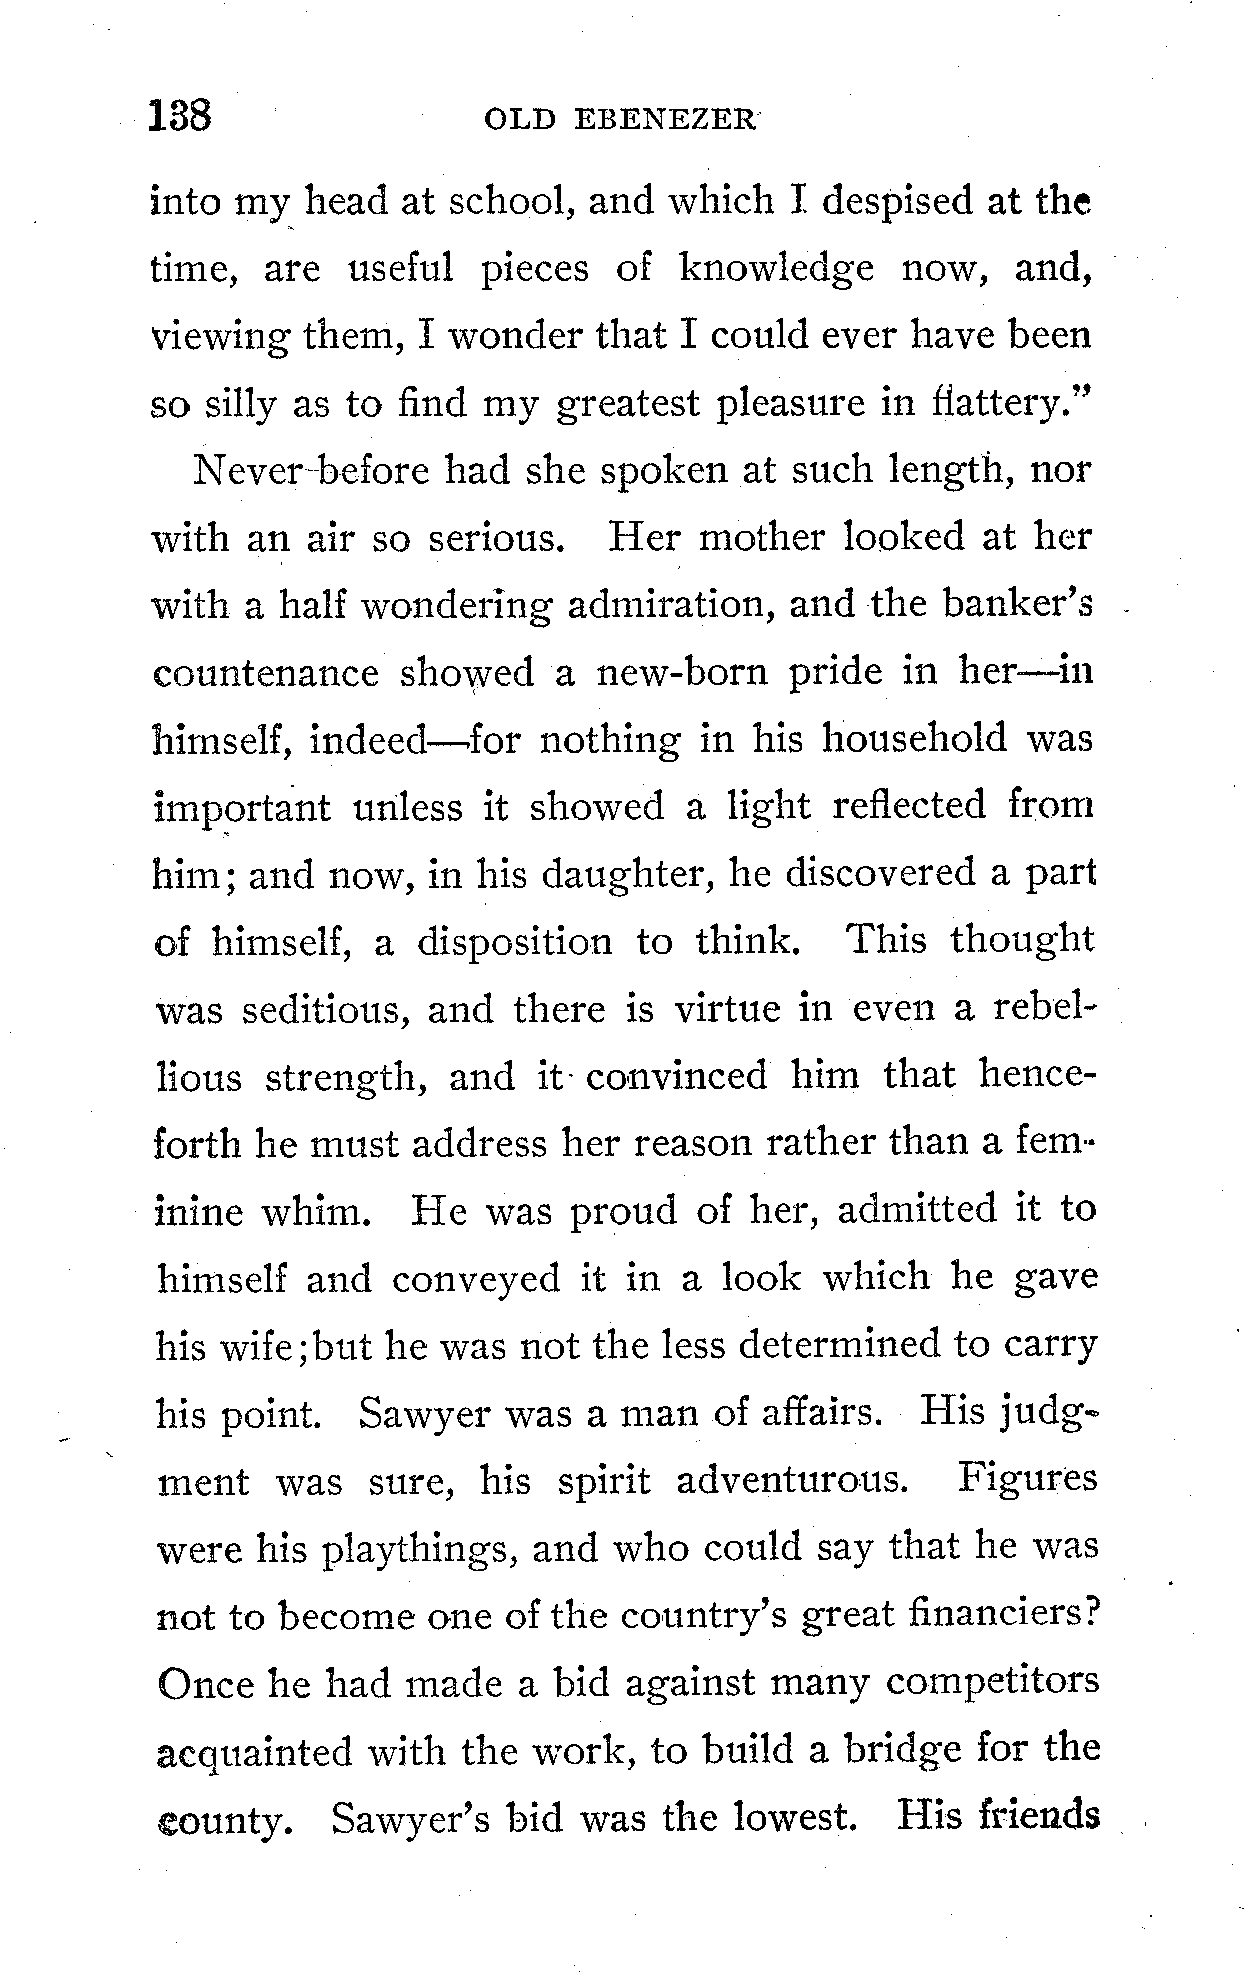 138 OLD EBENEZER
into my head at school, and which I despised at the
time, are useful pieces of knowledge now, and,
viewing them, I wonder that I could ever have been
so silly as to find my greatest pleasure in flattery.”
Never before had she spoken at such length, nor
with an air so serious. Her mother looked at her
with a half wondering admiration, and the banker’s
countenance showed a new-born pride in her—in
himself, indeed—for nothing in his household was
important unless it showed a light reflected from
him; and now, in his daughter, he discovered a part
of himself, a disposition to think. This thought
was seditious, and there is virtue in even a rebel-
lious strength, and it convinced him that hence-
forth he must address her reason rather than a fem-
inine whim. He was proud of her, admitted it to
himself and conveyed it in a look which he gave
his wife;but he was not the less determined to carry
his point. Sawyer was a man of affairs. His judg-
ment was sure, his spirit adventurous. Figures
were his playthings, and who could say that he was
not to become one of the country’s great financiers?
Once he had made a bid against many competitors
acquainted with the work, to build a bridge for the
county. Sawyer’s bid was the lowest. His friends